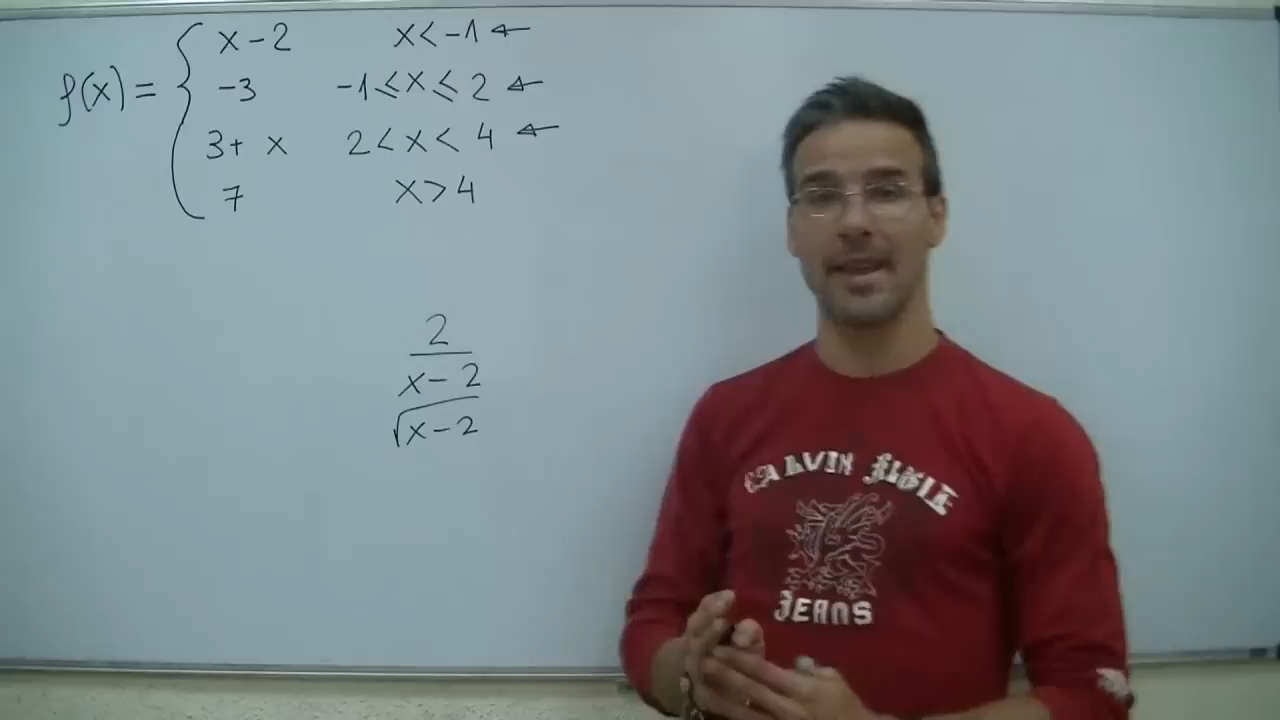 x - 2 x < -1 ←
f(x) = { -3 -1 ≤ x ≤ 2 ←
3 + x 2 < x < 4 ←
7 x > 4
2
x - 2
√x - 2
CALVIN
JEANS